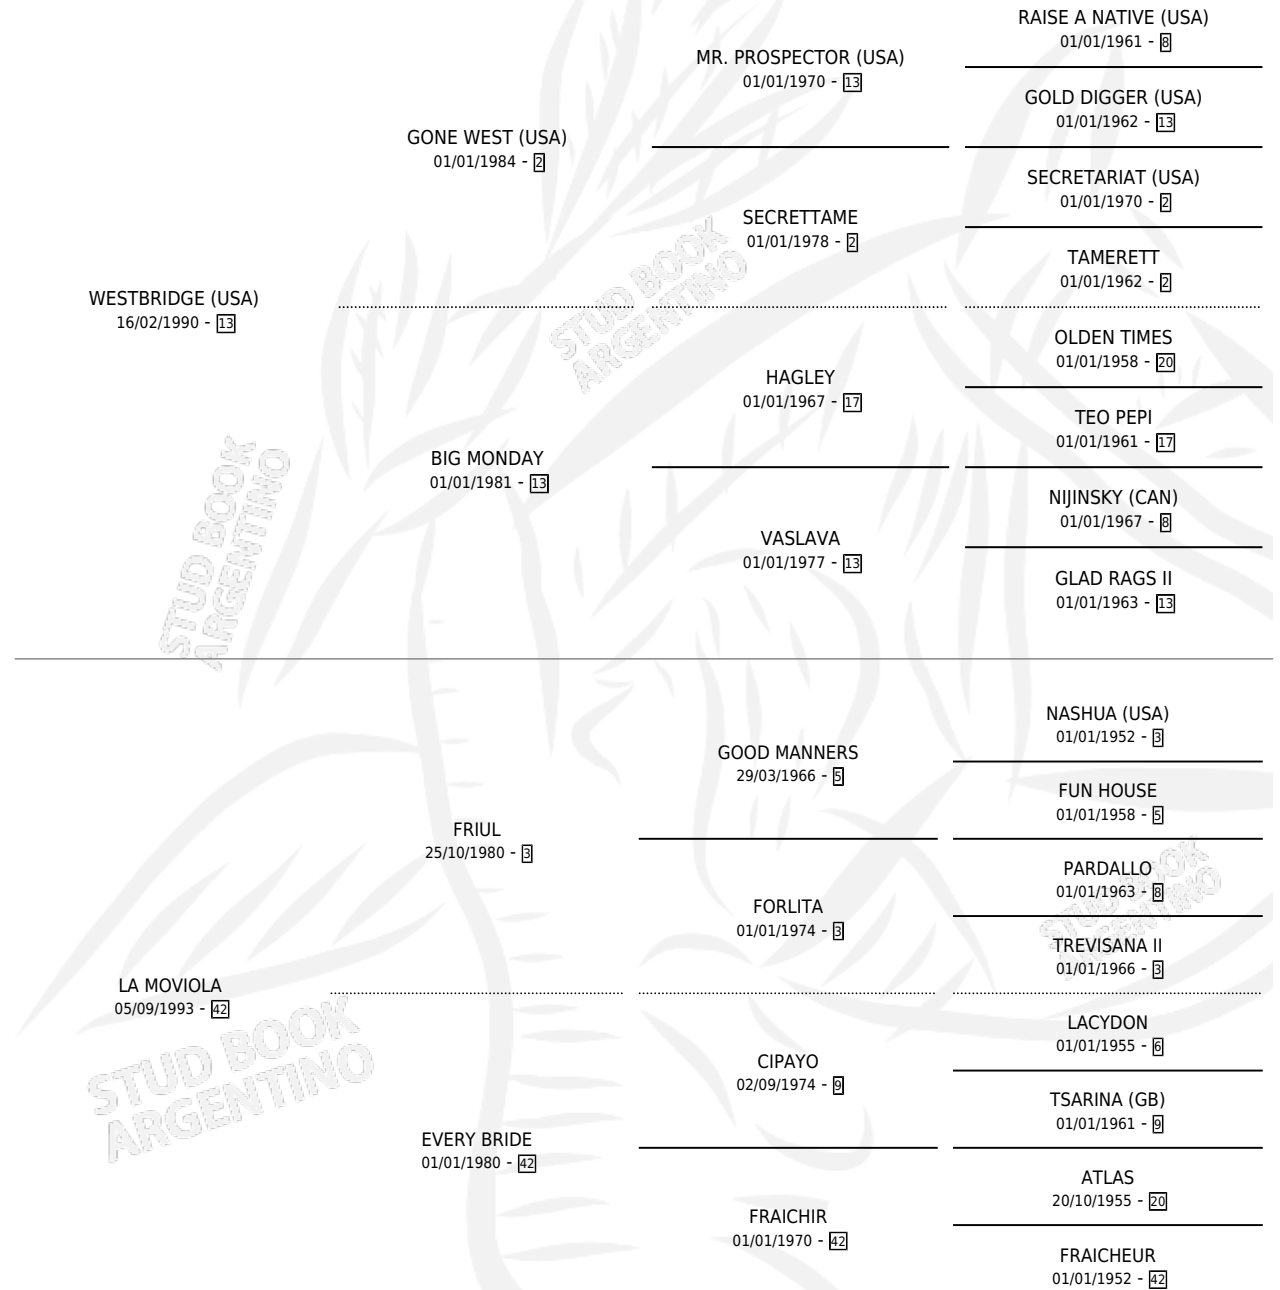 RAISE A NATIVE (USA)
01/01/1961 - 8
MR. PROSPECTOR (USA)
01/01/1970 - 13
GOLD DIGGER (USA)
01/01/1962 - 13
GONE WEST (USA)
01/01/1984 - 2
SECRETARIAT (USA)
01/01/1970 - 2
SECRETTAME
01/01/1978 - 2
TAMERETT
01/01/1962 - 2
WESTBRIDGE (USA)
16/02/1990 - 13
OLDEN TIMES
01/01/1958 - 20
HAGLEY
01/01/1967 - 17
TEO PEPI
01/01/1961 - 17
BIG MONDAY
01/01/1981 - 13
NIJINSKY (CAN)
01/01/1967 - 8
VASLAVA
01/01/1977 - 13
GLAD RAGS II
01/01/1963 - 13
NASHUA (USA)
01/01/1952 - 3
GOOD MANNERS
29/03/1966 - 5
FUN HOUSE
01/01/1958 - 5
FRIUL
25/10/1980 - 3
PARDALLO
01/01/1963 - 8
FORLITA
01/01/1974 - 3
TREVISANA II
01/01/1966 - 3
LA MOVIOLA
05/09/1993 - 42
LACYDON
01/01/1955 - 6
CIPAYO
02/09/1974 - 9
TSARINA (GB)
01/01/1961 - 9
EVERY BRIDE
01/01/1980 - 42
ATLAS
20/10/1955 - 20
FRAICHIR
01/01/1970 - 42
FRAICHEUR
01/01/1952 - 42
STUD BOOK
ARGENTINO
STUD BOOK
ARGENTINO
STUD BOOK
ARGENTINO
STUD BOOK
ARGENTINO